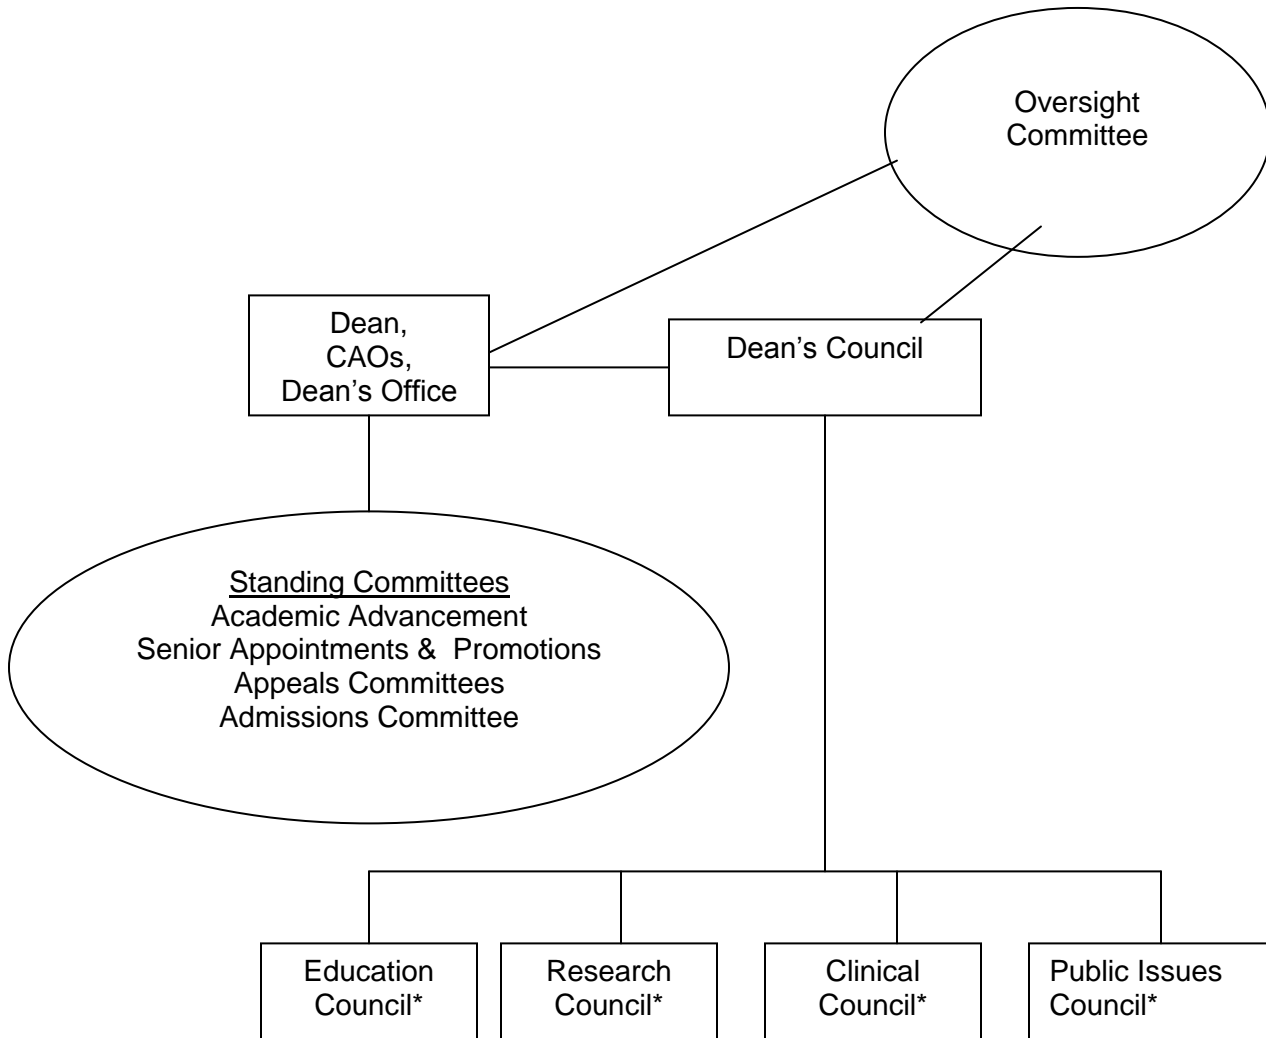 Oversight
Committee
Dean,
CAOs,
Dean's Office
Dean's Council
Standing Committees
Academic Advancement
Senior Appointments &  Promotions
Appeals Committees
Admissions Committee
Education
Council*
Research
Council*
Clinical
Council*
Public Issues
Council*